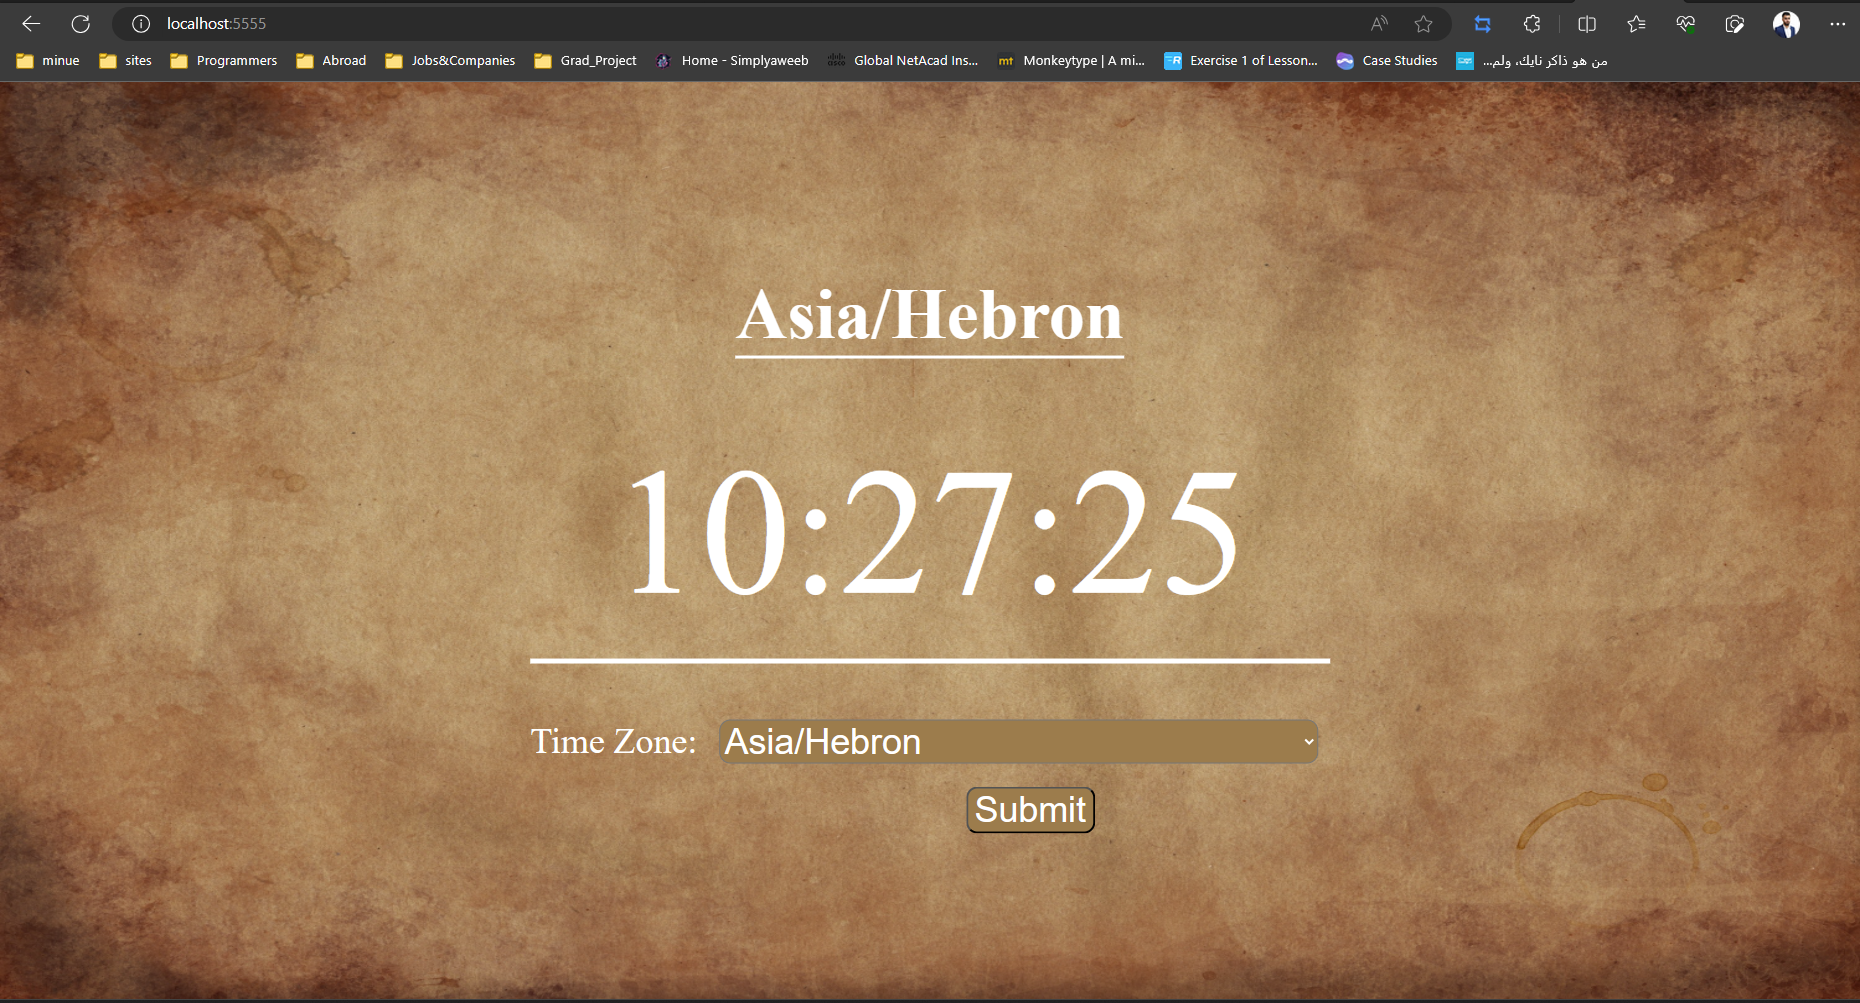 localhost:5555
minue
sites
Programmers
Abroad
Jobs&Companies
Grad_Project
Home - Simplyaweeb
Global NetAcad Ins...
mt
Monkeytype | A mi...
Exercise 1 of Lesson...
Case Studies
من هو ذاكر نايك، ولم...
Asia/Hebron
10:27:25
Time Zone:
Asia/Hebron
Submit